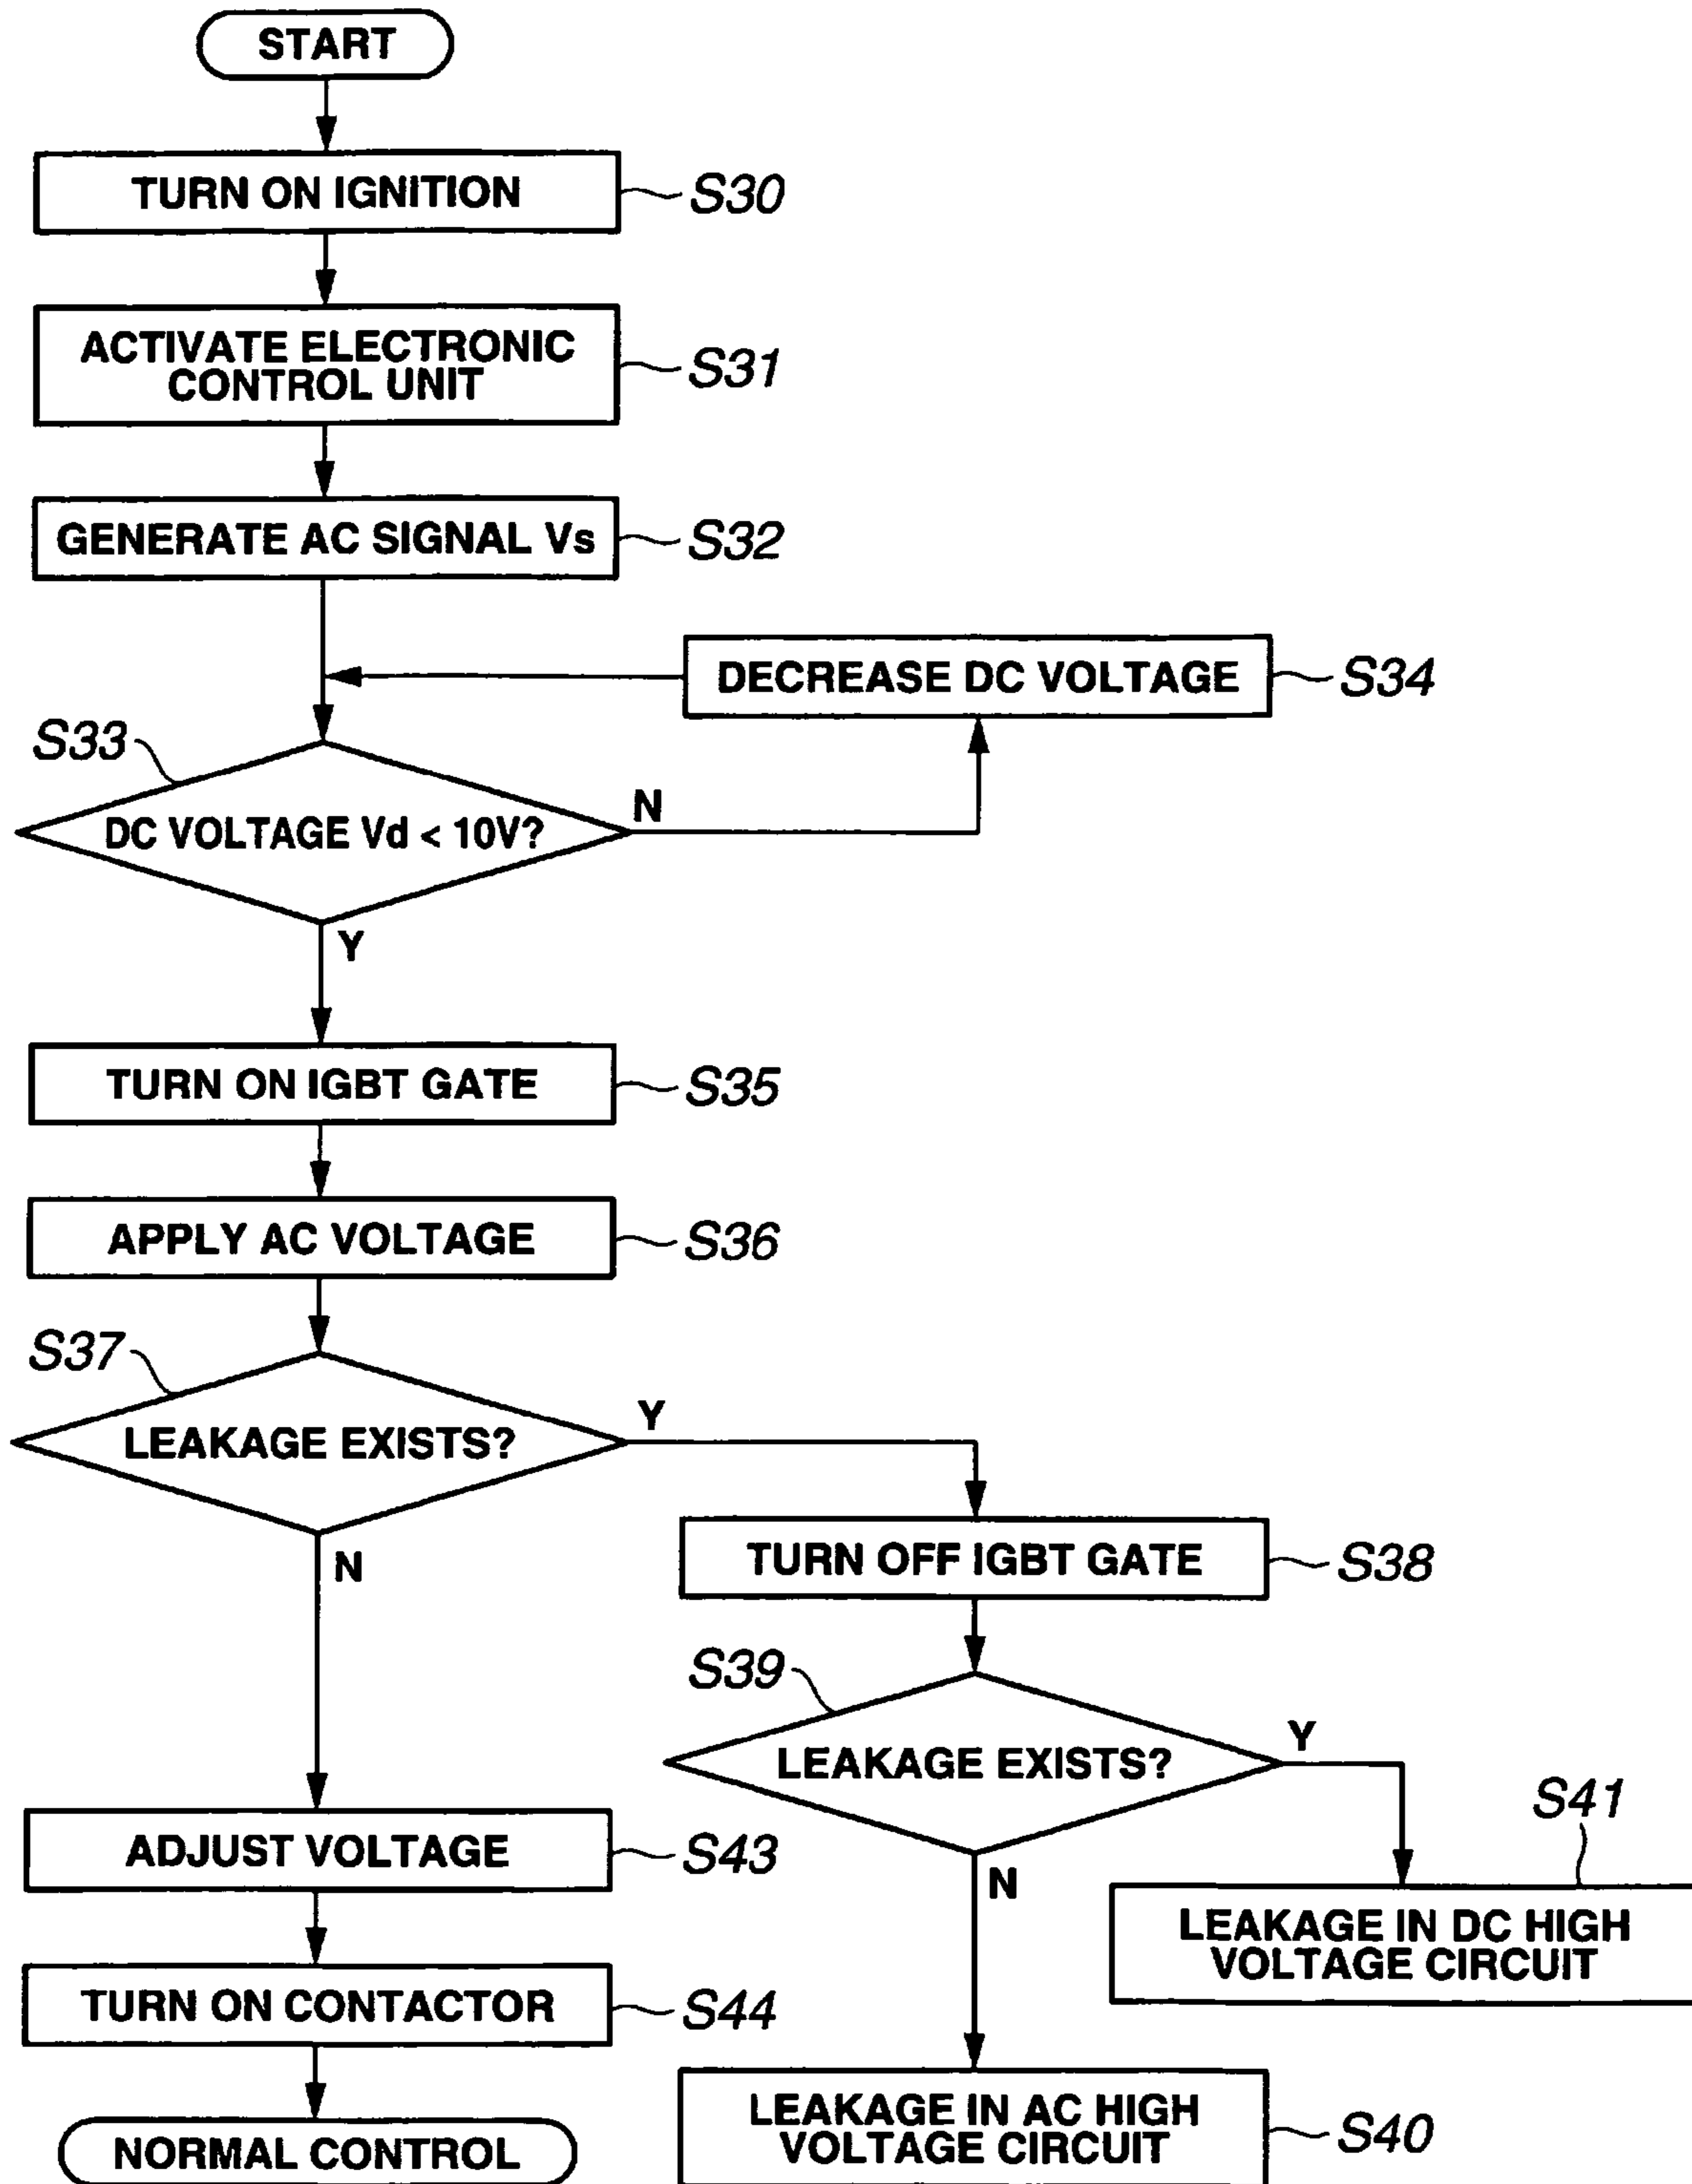 START
TURN ON IGNITION
S30
ACTIVATE ELECTRONIC
CONTROL UNIT
S31
GENERATE AC SIGNAL Vs
S32
DECREASE DC VOLTAGE
S34
S33
DC VOLTAGE Vd < 10V?
N
Y
TURN ON IGBT GATE
S35
APPLY AC VOLTAGE
S36
S37
LEAKAGE EXISTS?
Y
N
TURN OFF IGBT GATE
S38
S39
LEAKAGE EXISTS?
Y
N
S41
LEAKAGE IN DC HIGH
VOLTAGE CIRCUIT
ADJUST VOLTAGE
S43
TURN ON CONTACTOR
S44
LEAKAGE IN AC HIGH
VOLTAGE CIRCUIT
S40
NORMAL CONTROL